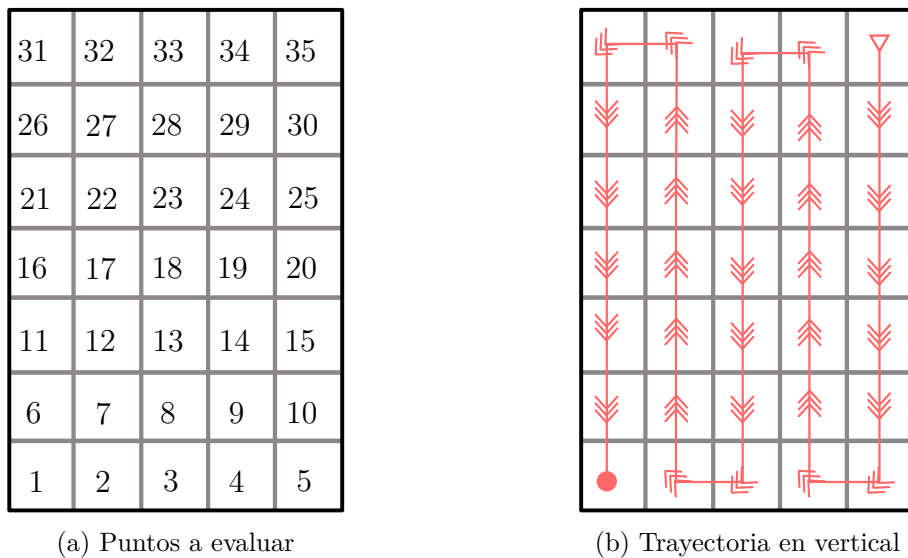 31 32 33 34 35
26 27 28 29 30
21 22 23 24 25
16 17 18 19 20
11 12 13 14 15
6 7 8 9 10
1 2 3 4 5
(a) Puntos a evaluar
(b) Trayectoria en vertical